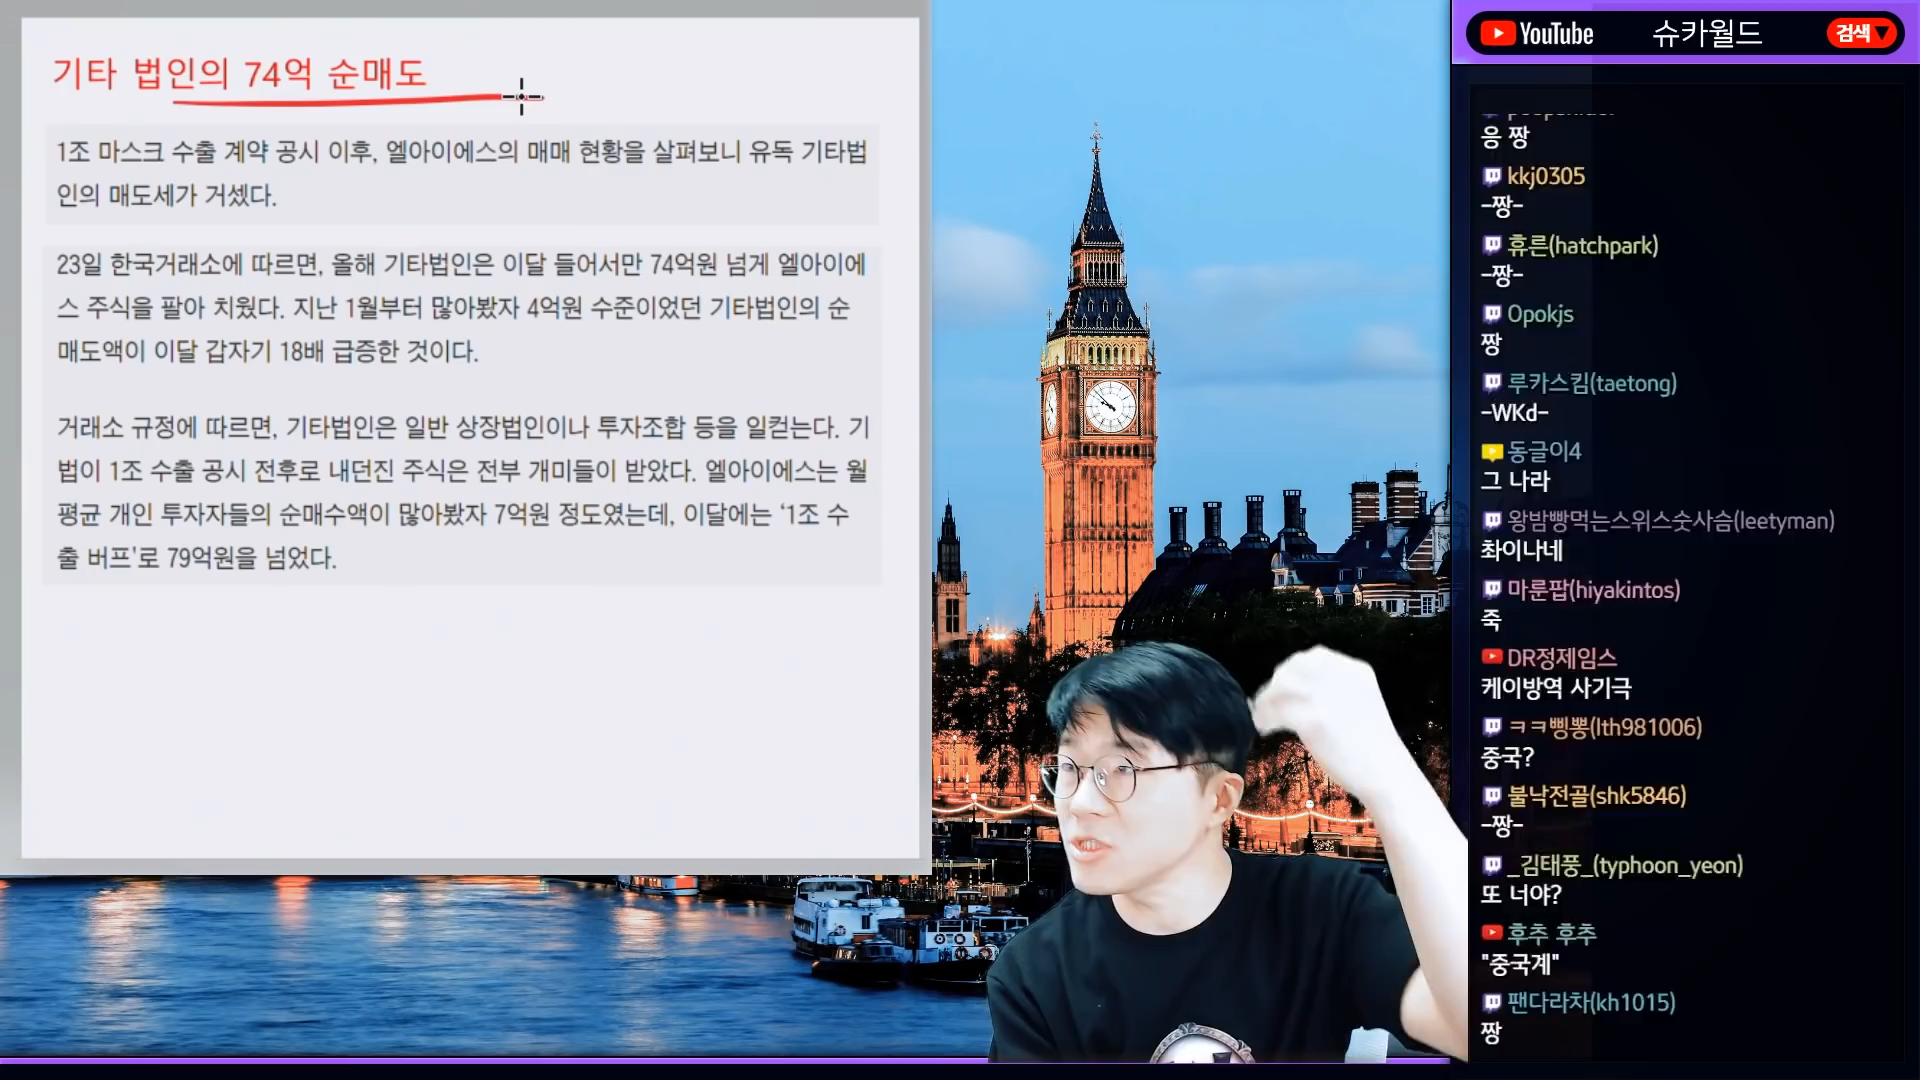 기타 법인의 74억 순매도
1조 마스크 수출 계약 공시 이후, 엘아이에스의 매매 현황을 살펴보니 유독 기타법
인의 매도세가 거셌다.
23일 한국거래소에 따르면, 올해 기타법인은 이달 들어서만 74억원 넘게 엘아이에
스 주식을 팔아 치웠다. 지난 1월부터 많아봤자 4억원 수준이었던 기타법인의 순
매도액이 이달 갑자기 18배 급증한 것이다.
거래소 규정에 따르면, 기타법인은 일반 상장법인이나 투자조합 등을 일컫는다. 기
법이 1조 수출 공시 전후로 내던진 주식은 전부 개미들이 받았다. 엘아이에스는 월
평균 개인 투자자들의 순매수액이 많아봤자 7억원 정도였는데, 이달에는 ‘1조 수
출 버프'로 79억원을 넘었다.
YouTube 슈카월드 검색
응 짱
kkj0305
-짱-
휴른(hatchpark)
-짱-
Opokjs
짱
루카스킴(taetong)
-WKd-
동글이4
그 나라
왕밤빵먹는스위스숫사슴(leetyman)
촤이나네
마룬팝(hiyakintos)
죽
DR정제임스
케이방역 사기극
ㅋㅋ삥뽕(lth981006)
중국?
불낙전골(shk5846)
-짱-
_김태풍_(typhoon_yeon)
또 너야?
후추 후추
"중국계"
팬다라차(kh1015)
짱